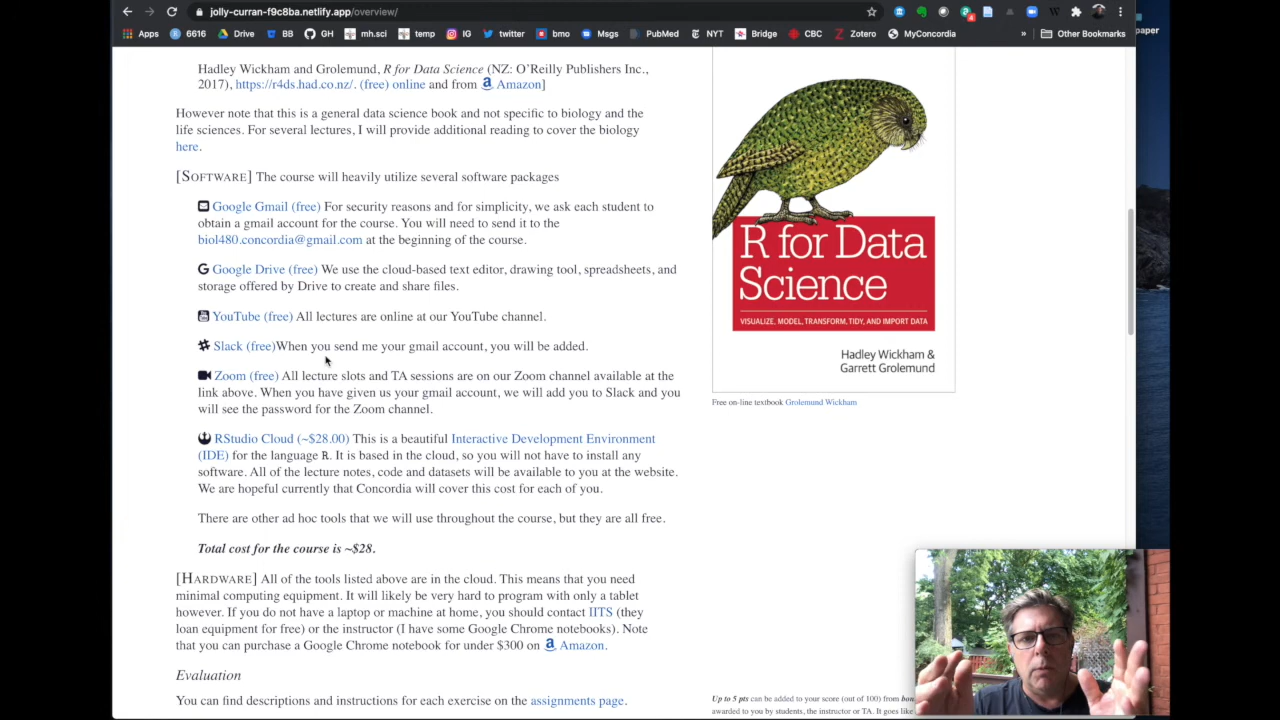 jolly-curran-f9c8ba.netlify.app/overview/
Apps 6616 Drive BB GH mh.sci temp IG twitter bmo Msgs PubMed NYT Bridge CBC Zotero MyConcordia » Other Bookmarks
paper
Hadley Wickham and Grolemund, R for Data Science (NZ: O'Reilly Publishers Inc.,
2017), https://r4ds.had.co.nz/. (free) online and from Amazon]
However note that this is a general data science book and not specific to biology and the
life sciences. For several lectures, I will provide additional reading to cover the biology
here.
[SOFTWARE] The course will heavily utilize several software packages
Google Gmail (free) For security reasons and for simplicity, we ask each student to
obtain a gmail account for the course. You will need to send it to the
biol480.concordia@gmail.com at the beginning of the course.
Google Drive (free) We use the cloud-based text editor, drawing tool, spreadsheets, and
storage offered by Drive to create and share files.
YouTube (free) All lectures are online at our YouTube channel.
Slack (free)When you send me your gmail account, you will be added.
Zoom (free) All lecture slots and TA sessions are on our Zoom channel available at the
link above. When you have given us your gmail account, we will add you to Slack and you
will see the password for the Zoom channel.
RStudio Cloud (~$28.00) This is a beautiful Interactive Development Environment
(IDE) for the language R. It is based in the cloud, so you will not have to install any
software. All of the lecture notes, code and datasets will be available to you at the website.
We are hopeful currently that Concordia will cover this cost for each of you.
There are other ad hoc tools that we will use throughout the course, but they are all free.
Total cost for the course is ~$28.
[HARDWARE] All of the tools listed above are in the cloud. This means that you need
minimal computing equipment. It will likely be very hard to program with only a tablet
however. If you do not have a laptop or machine at home, you should contact IITS (they
loan equipment for free) or the instructor (I have some Google Chrome notebooks). Note
that you can purchase a Google Chrome notebook for under $300 on Amazon.
Evaluation
You can find descriptions and instructions for each exercise on the assignments page.
R for Data
Science
VISUALIZE, MODEL, TRANSFORM, TIDY, AND IMPORT DATA
Hadley Wickham &
Garrett Grolemund
Free on-line textbook Grolemund Wickham
Up to 5 pts can be added to your score (out of 100) from
awarded to you by students, the instructor or TA. It goes like